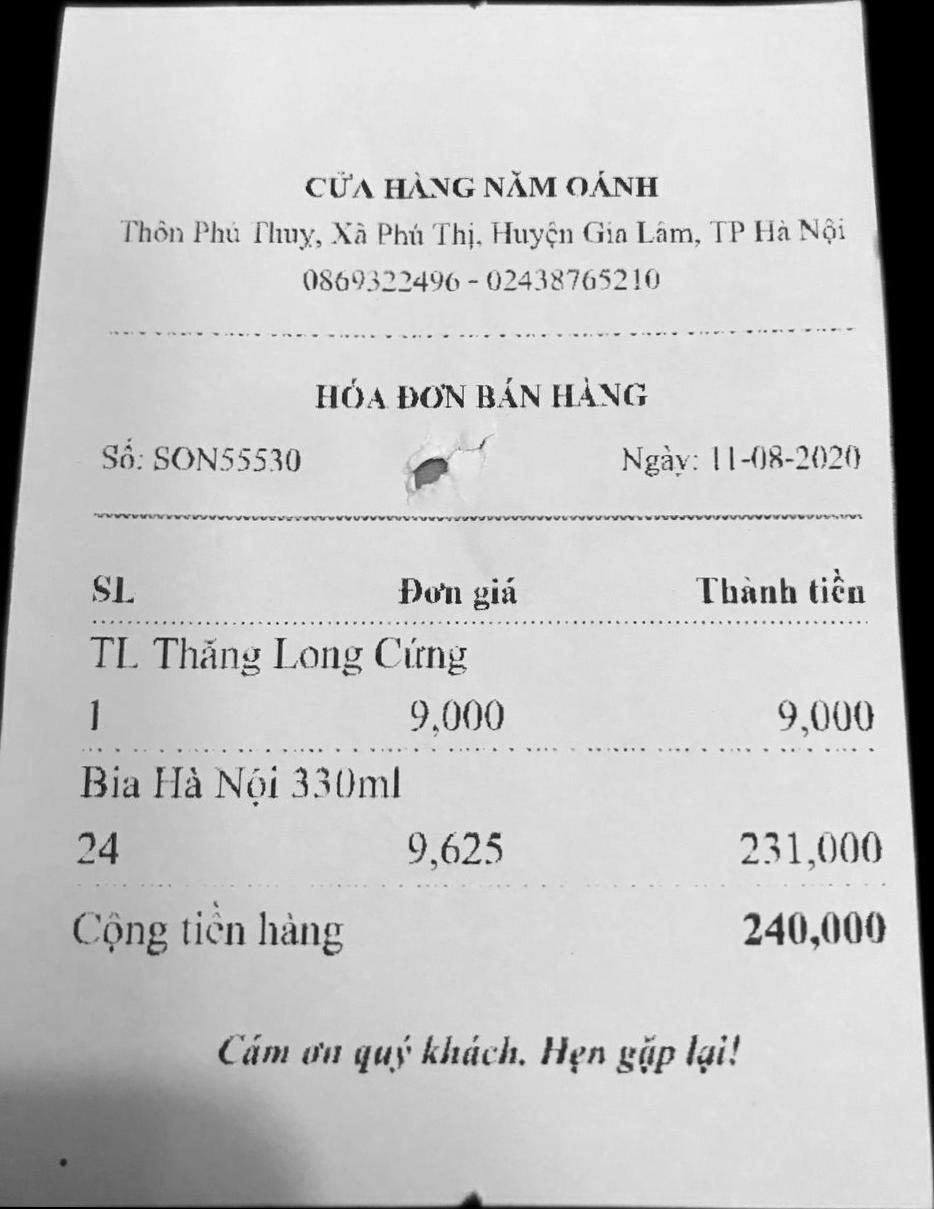 CỬA HÀNG NĂM OÁNH
Thôn Phú Thuỵ, Xã Phú Thị, Huyện Gia Lâm, TP Hà Nội
0869322496 - 02438765210
HÓA ĐƠN BÁN HÀNG
Số: SON55530 Ngày: 11-08-2020
SL Đơn giá Thành tiền
TL Thăng Long Cứng
1 9,000 9,000
Bia Hà Nội 330ml
24 9,625 231,000
Cộng tiền hàng 240,000
Cám ơn quý khách. Hẹn gặp lại!